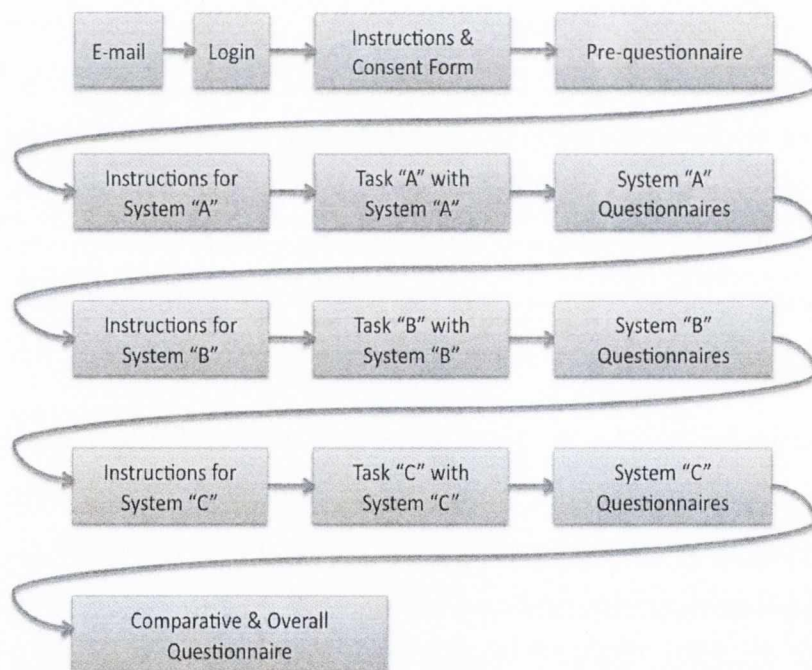 E-mail
Login
Instructions &
Consent Form
Pre-questionnaire
Instructions for
System “A”
Task “A” with
System “A”
System “A”
Questionnaires
Instructions for
System “B”
Task “B” with
System “B”
System “B”
Questionnaires
Instructions for
System “C”
Task “C” with
System “C”
System “C”
Questionnaires
Comparative & Overall
Questionnaire